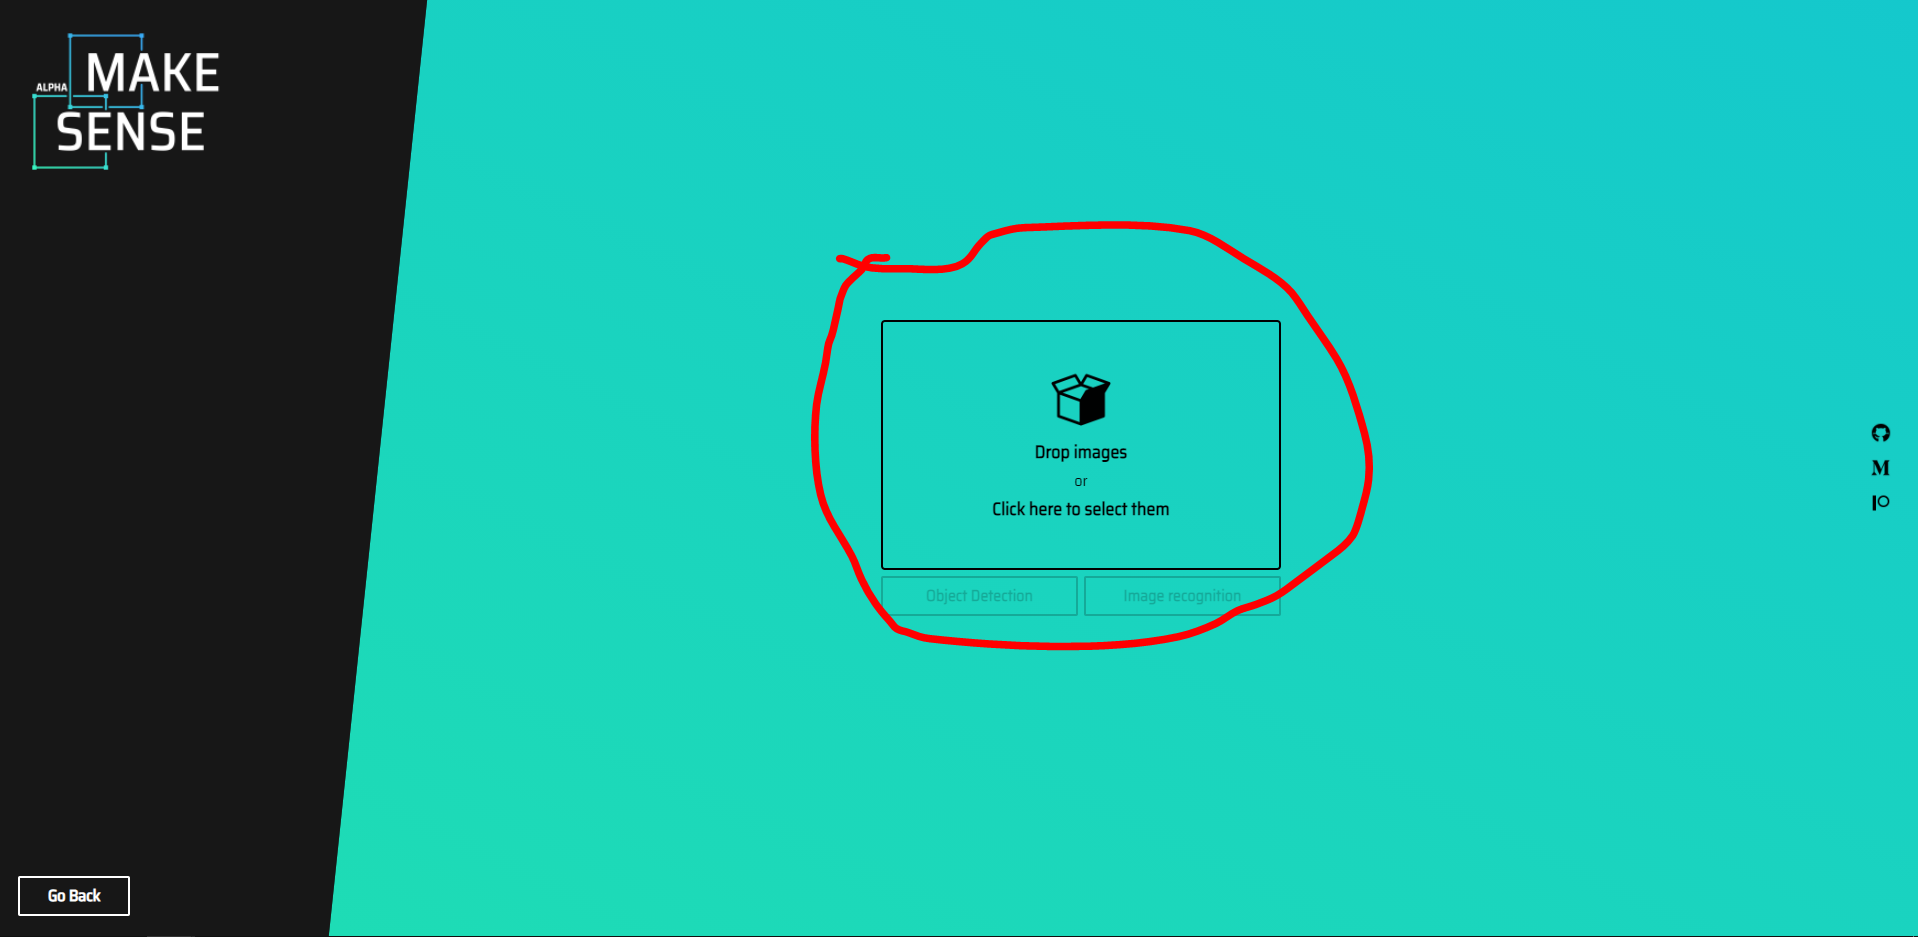 ALPHA
MAKE
SENSE
Drop images
or
Click here to select them
Object Detection
Image recognition
M
Go Back